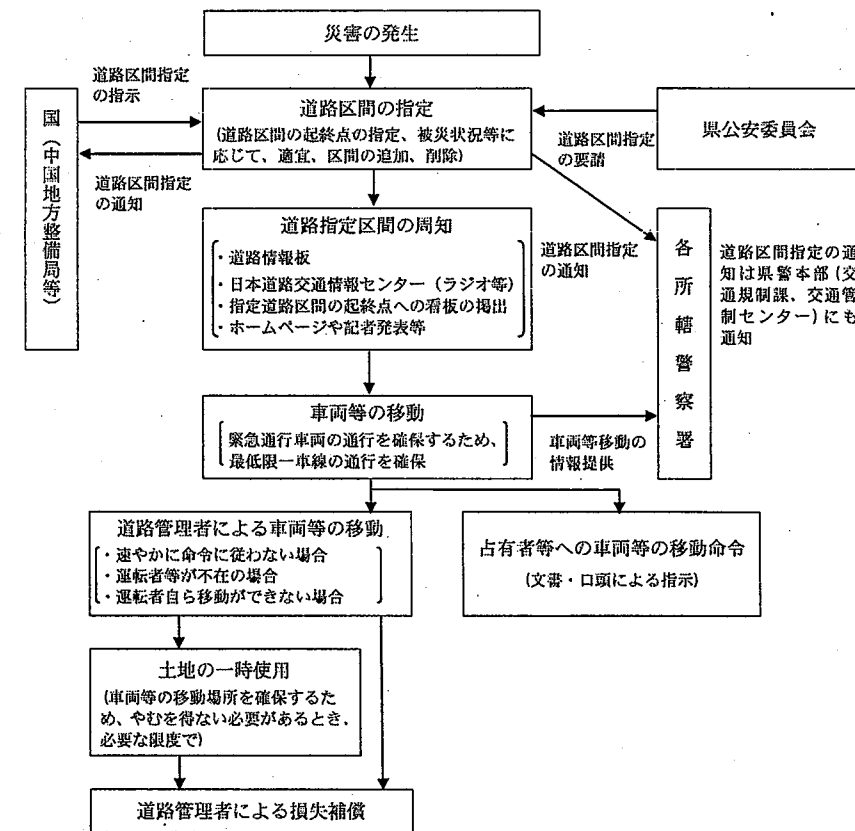 災害の発生
道路区間指定
の指示
国（中国地方整備局等）
道路区間の指定
(道路区間の起終点の指定、被災状況等に
応じて、適宜、区間の追加、削除)
県公安委員会
道路区間指定
の要請
道路区間指定
の通知
道路指定区間の周知
・道路情報板
・日本道路交通情報センター（ラジオ等）
・指定道路区間の起終点への看板の掲出
・ホームページや記者発表等
道路区間指定
の通知
各所轄警察署
道路区間指定の通
知は県警本部（交
通規制課、交通管
制センター）にも
通知
車両等の移動
緊急通行車両の通行を確保するため、
最低限一車線の通行を確保
車両等移動の
情報提供
道路管理者による車両等の移動
・速やかに命令に従わない場合
・運転者等が不在の場合
・運転者自ら移動ができない場合
占有者等への車両等の移動命令
(文書・口頭による指示)
土地の一時使用
(車両等の移動場所を確保するた
め、やむを得ない必要があるとき、
必要な限度で)
道路管理者による損失補償